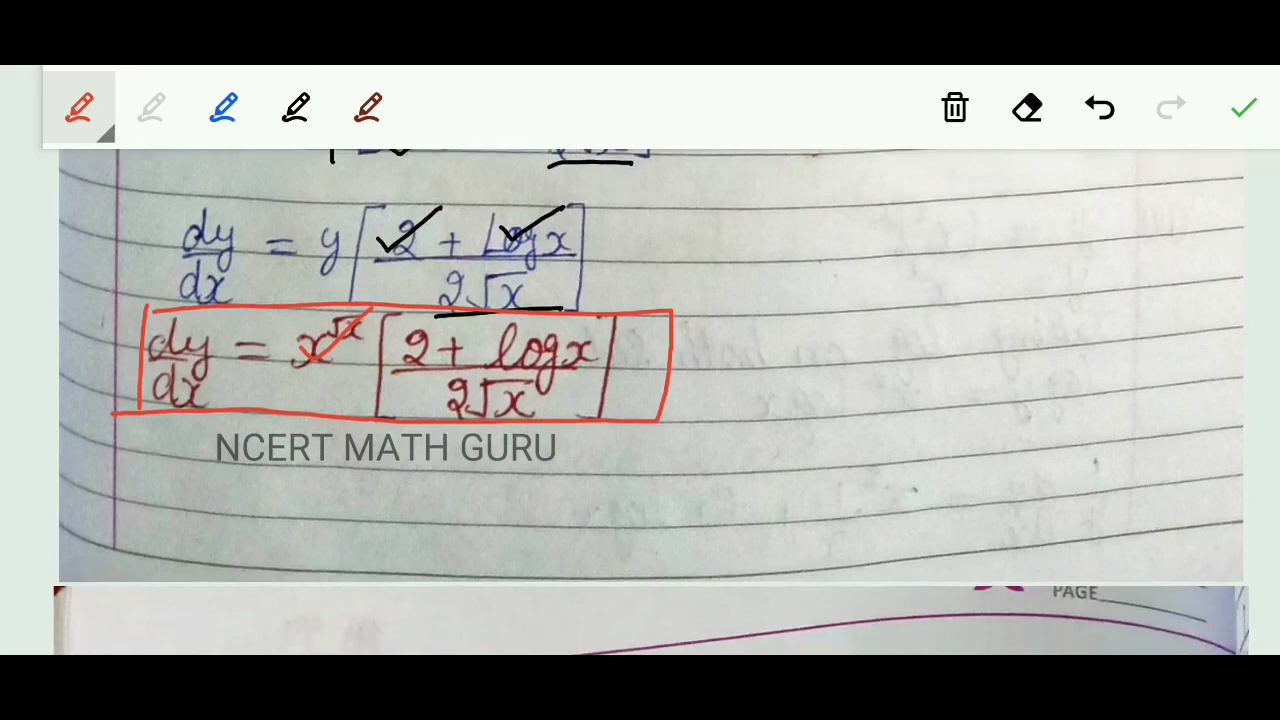 dy/dx = y [2 + Log x / 2√x]
dy/dx = x^√x [2 + log x / 2√x]
NCERT MATH GURU
PAGE